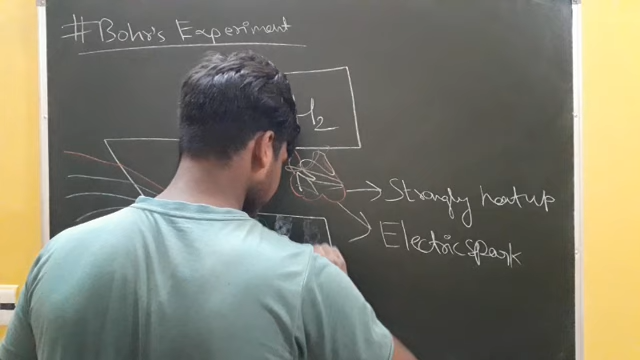 #Bohr's Experiment
H2
Strongly heat up
Electric spark